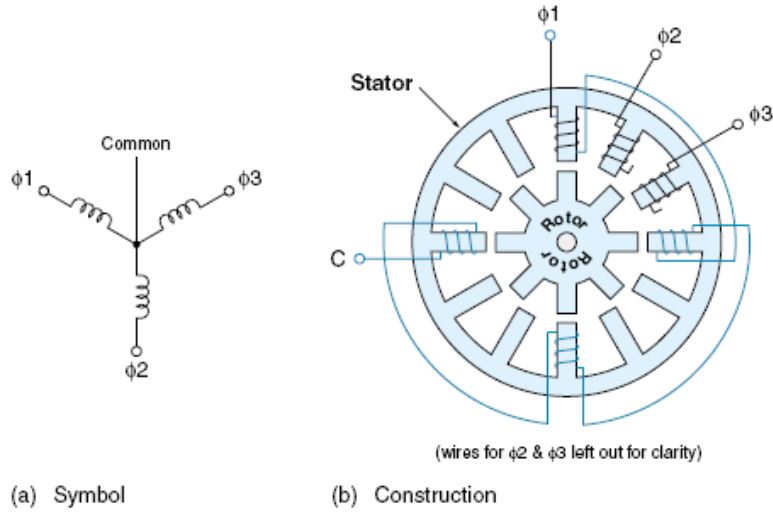 Common
ϕ1
ϕ3
ϕ2
(a) Symbol
ϕ1
ϕ2
ϕ3
Stator
Rotor
Rotor
C
(wires for ϕ2 & ϕ3 left out for clarity)
(b) Construction